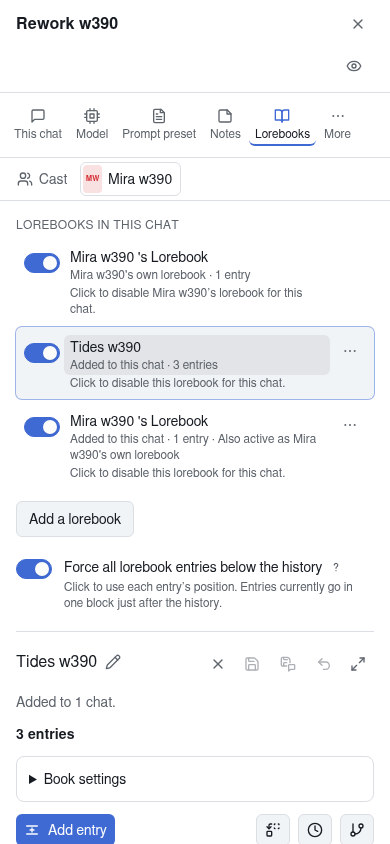 Rework w390
This chat
Model
Prompt preset
Notes
Lorebooks
More
Cast
MW
Mira w390
LOREBOOKS IN THIS CHAT
Mira w390 's Lorebook
Mira w390's own lorebook · 1 entry
Click to disable Mira w390’s lorebook for this
chat.
Tides w390
Added to this chat · 3 entries
Click to disable this lorebook for this chat.
Mira w390 's Lorebook
Added to this chat · 1 entry · Also active as Mira
w390's own lorebook
Click to disable this lorebook for this chat.
Add a lorebook
Force all lorebook entries below the history ?
Click to use each entry’s position. Entries currently go in
one block just after the history.
Tides w390
Added to 1 chat.
3 entries
Book settings
Add entry